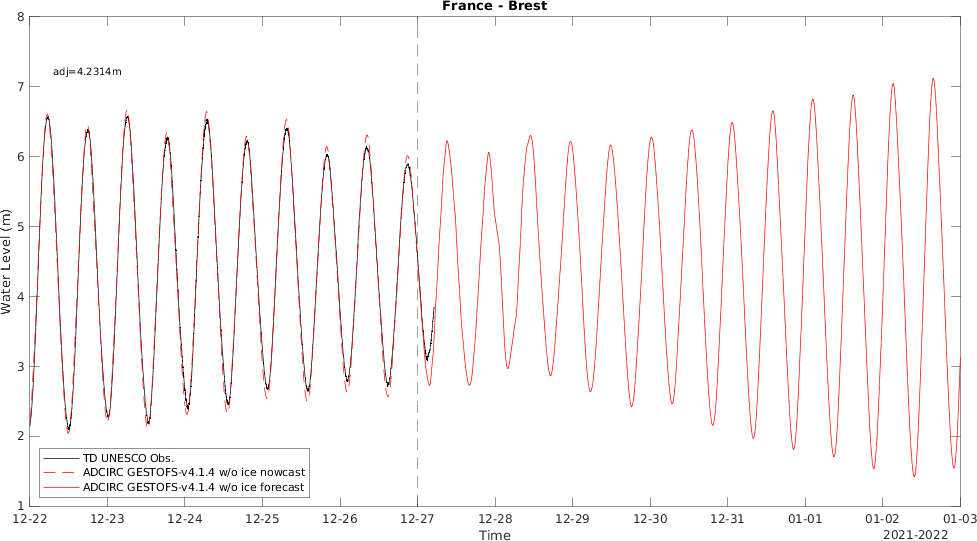 France - Brest
8
adj=4.2314m
7
6
5
4
3
2
1
Water Level (m)
TD UNESCO Obs.
ADCIRC GESTOFS-v4.1.4 w/o ice nowcast
ADCIRC GESTOFS-v4.1.4 w/o ice forecast
12-22 12-23 12-24 12-25 12-26 12-27 12-28 12-29 12-30 12-31 01-01 01-02 01-03
Time
2021-2022